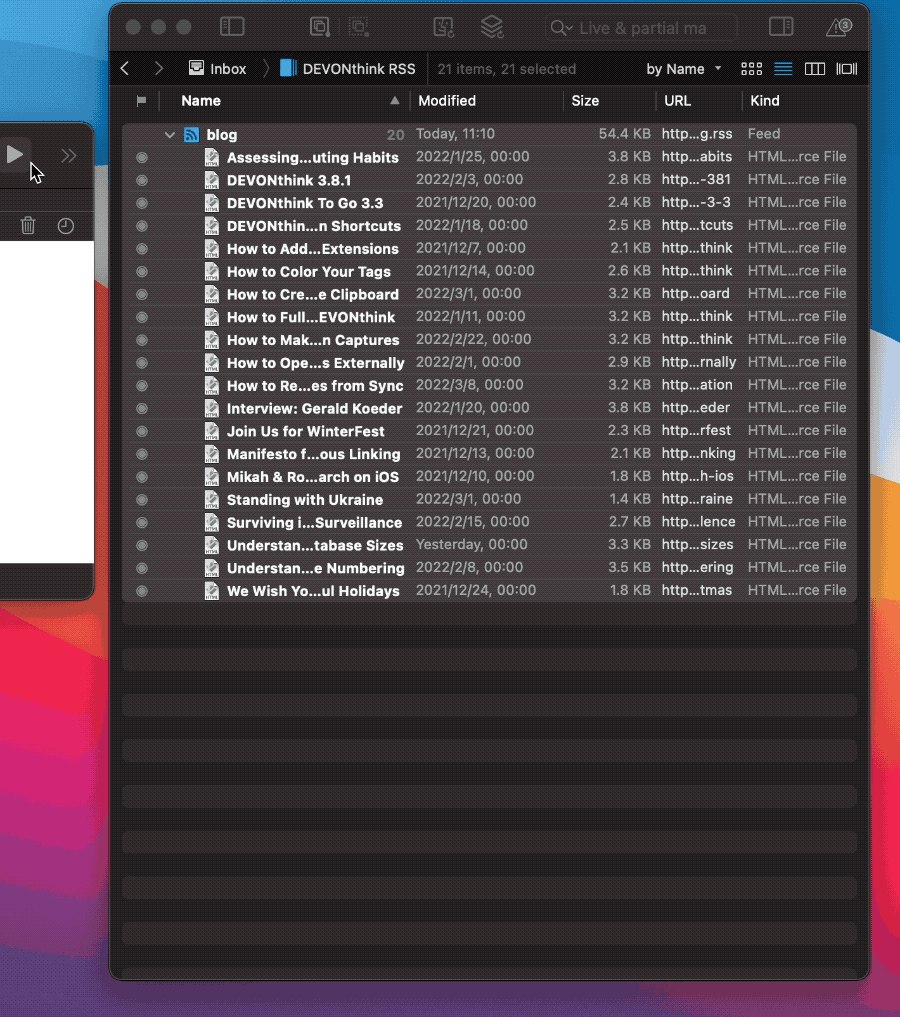 Live & partial ma
3
Inbox DEVONthink RSS 21 items, 21 selected by Name
Name Modified Size URL Kind
blog 20 Today, 11:10 54.4 KB http...g.rss Feed
Assessing...uting Habits 2022/1/25, 00:00 3.8 KB http...abits HTML...rce File
DEVONthink 3.8.1 2022/2/3, 00:00 2.8 KB http...-381 HTML...rce File
DEVONthink To Go 3.3 2021/12/20, 00:00 2.4 KB http...-3-3 HTML...rce File
DEVONthin...n Shortcuts 2022/1/18, 00:00 2.5 KB http...tcuts HTML...rce File
How to Add...Extensions 2021/12/7, 00:00 2.1 KB http...think HTML...rce File
How to Color Your Tags 2021/12/14, 00:00 2.6 KB http...think HTML...rce File
How to Cre...e Clipboard 2022/3/1, 00:00 3.2 KB http...oard HTML...rce File
How to Full...EVONthink 2022/1/11, 00:00 3.2 KB http...think HTML...rce File
How to Mak...n Captures 2022/2/22, 00:00 3.2 KB http...think HTML...rce File
How to Ope...s Externally 2022/2/1, 00:00 2.9 KB http...rnally HTML...rce File
How to Re...es from Sync 2022/3/8, 00:00 3.2 KB http...ation HTML...rce File
Interview: Gerald Koeder 2022/1/20, 00:00 3.8 KB http...eder HTML...rce File
Join Us for WinterFest 2021/12/21, 00:00 2.3 KB http...rfest HTML...rce File
Manifesto f...ous Linking 2021/12/13, 00:00 2.1 KB http...nking HTML...rce File
Mikah & Ro...arch on iOS 2021/12/10, 00:00 1.8 KB http...h-ios HTML...rce File
Standing with Ukraine 2022/3/1, 00:00 1.4 KB http...raine HTML...rce File
Surviving i...Surveillance 2022/2/15, 00:00 2.7 KB http...lence HTML...rce File
Understan...tabase Sizes Yesterday, 00:00 3.3 KB http...sizes HTML...rce File
Understan...e Numbering 2022/2/8, 00:00 3.5 KB http...ering HTML...rce File
We Wish Yo...ul Holidays 2021/12/24, 00:00 1.8 KB http...tmas HTML...rce File